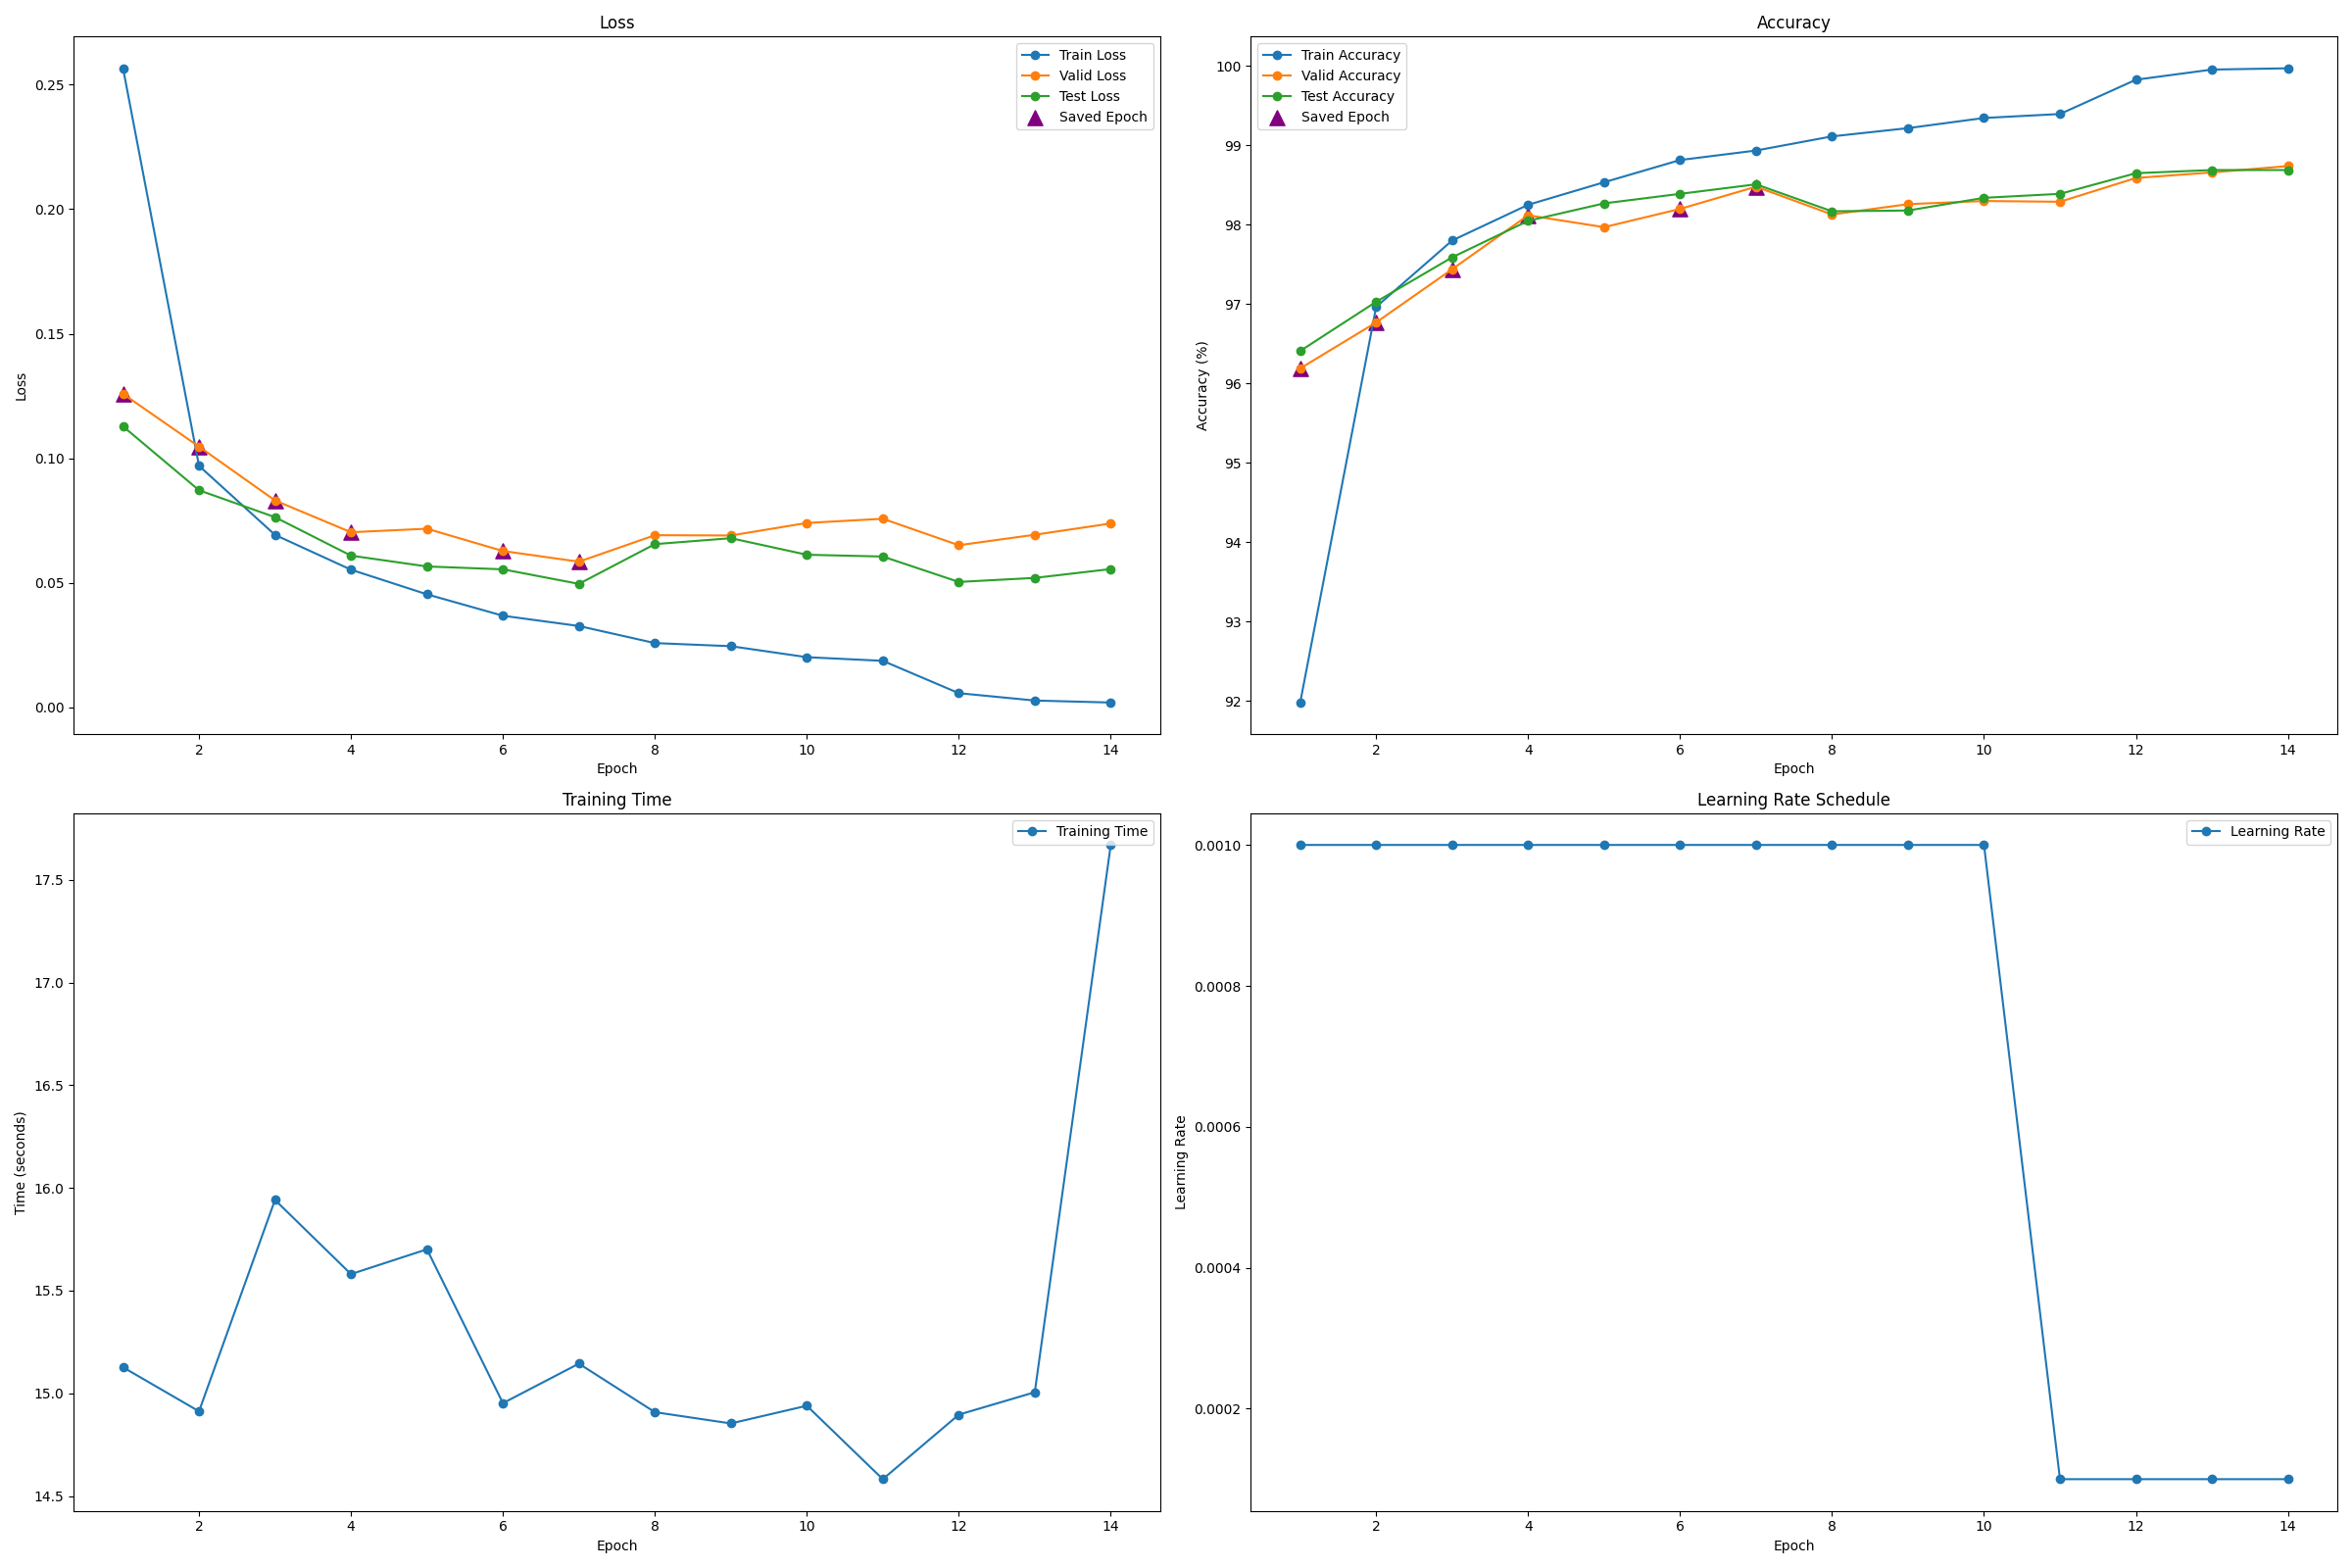 Loss
Train Loss
Valid Loss
Test Loss
Saved Epoch
0.25
0.20
0.15
0.10
0.05
0.00
Loss
2 4 6 8 10 12 14
Epoch
Accuracy
Train Accuracy
Valid Accuracy
Test Accuracy
Saved Epoch
100
99
98
97
96
95
94
93
92
Accuracy (%)
2 4 6 8 10 12 14
Epoch
Training Time
Training Time
17.5
17.0
16.5
16.0
15.5
15.0
14.5
Time (seconds)
2 4 6 8 10 12 14
Epoch
Learning Rate Schedule
Learning Rate
0.0010
0.0008
0.0006
0.0004
0.0002
Learning Rate
2 4 6 8 10 12 14
Epoch